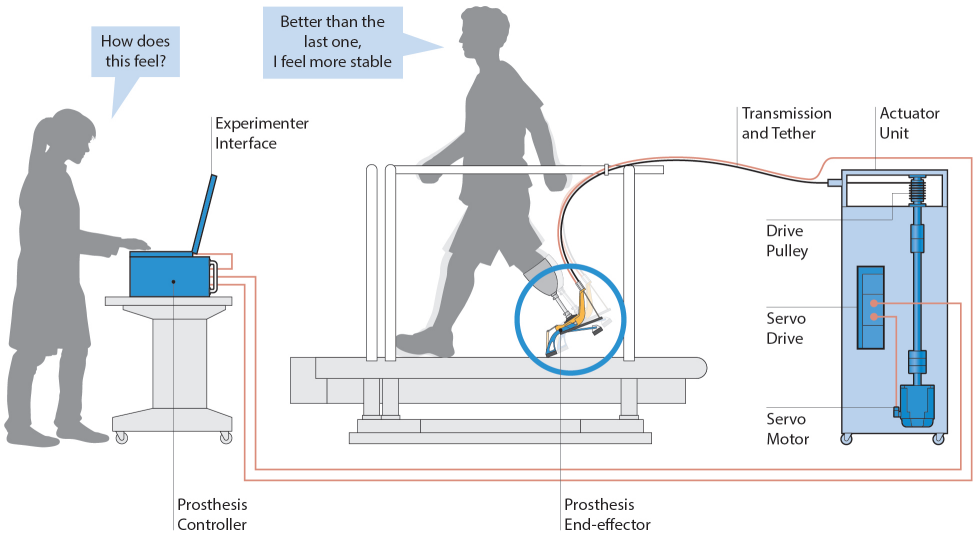 How does
this feel?
Better than the
last one,
I feel more stable
Experimenter
Interface
Transmission
and Tether
Actuator
Unit
Drive
Pulley
Servo
Drive
Servo
Motor
Prosthesis
Controller
Prosthesis
End-effector